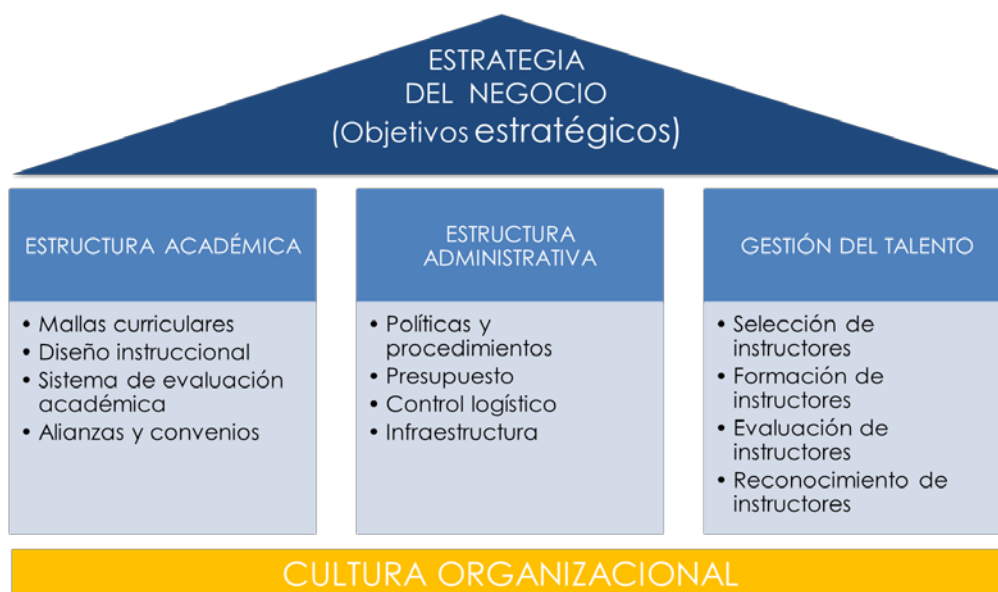 ESTRATEGIA
DEL NEGOCIO
(Objetivos estratégicos)
ESTRUCTURA ACADÉMICA
• Mallas curriculares
• Diseño instruccional
• Sistema de evaluación
académica
• Alianzas y convenios
ESTRUCTURA
ADMINISTRATIVA
• Políticas y
procedimientos
• Presupuesto
• Control logístico
• Infraestructura
GESTIÓN DEL TALENTO
• Selección de
instructores
• Formación de
instructores
• Evaluación de
instructores
• Reconocimiento de
instructores
CULTURA ORGANIZACIONAL